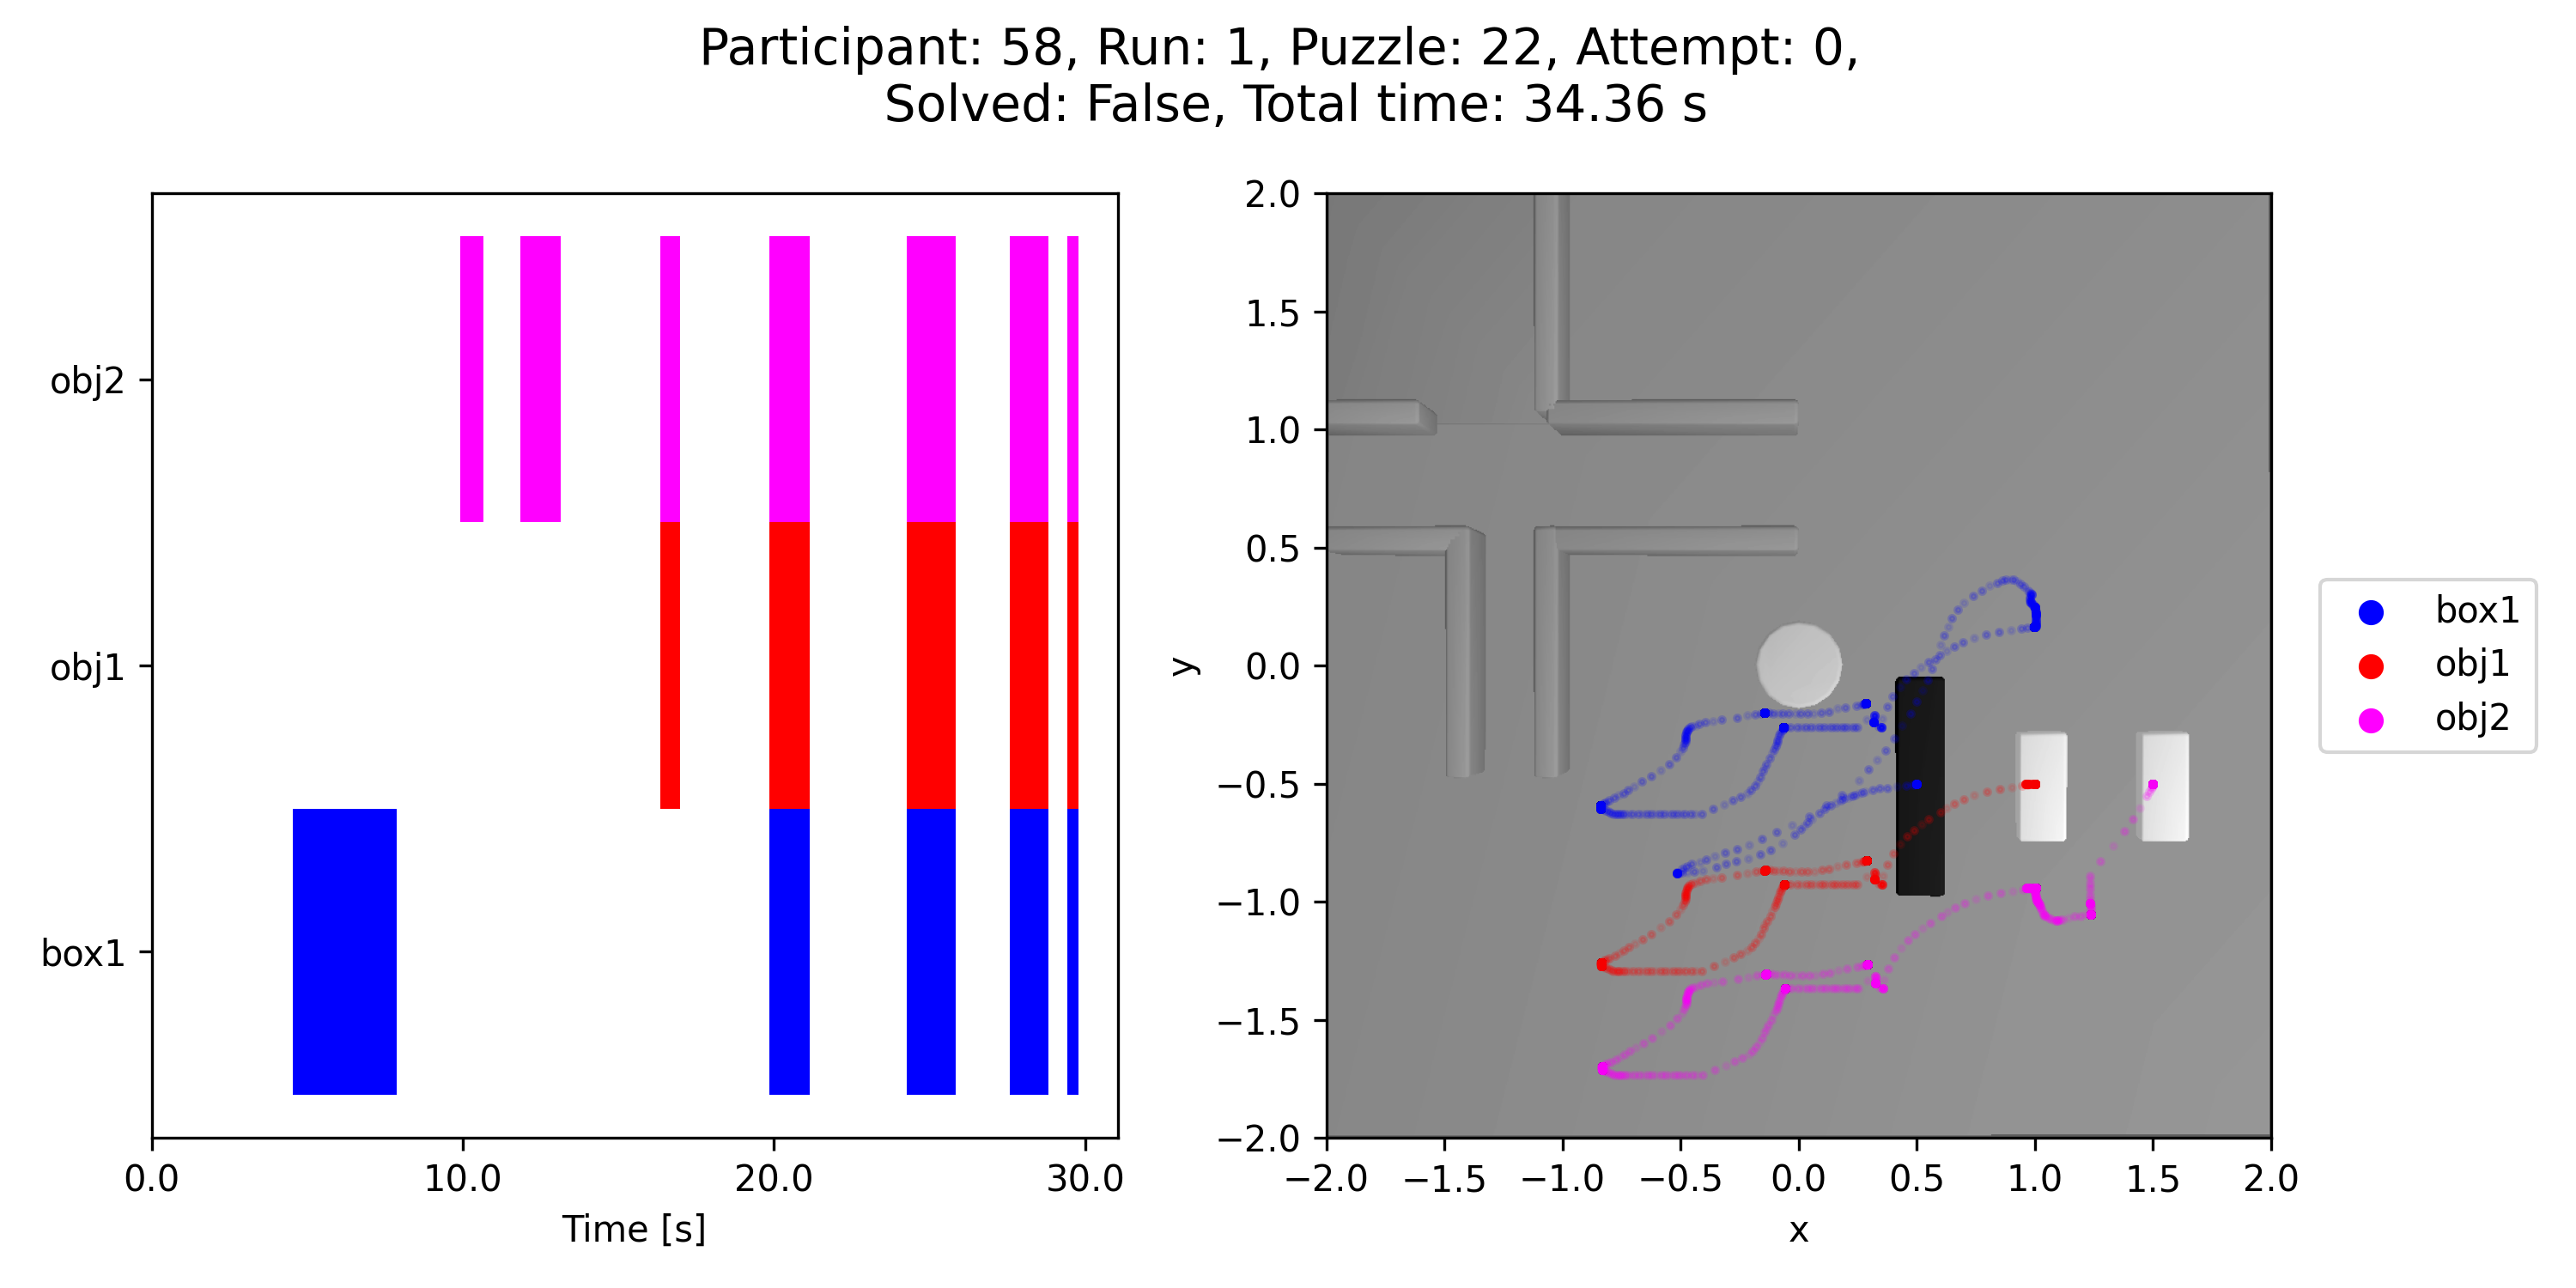 Participant: 58, Run: 1, Puzzle: 22, Attempt: 0,
Solved: False, Total time: 34.36 s
obj2
obj1
box1
0.0 10.0 20.0 30.0
Time [s]
2.0
1.5
1.0
0.5
0.0
−0.5
−1.0
−1.5
−2.0
y
−2.0 −1.5 −1.0 −0.5 0.0 0.5 1.0 1.5 2.0
x
box1
obj1
obj2